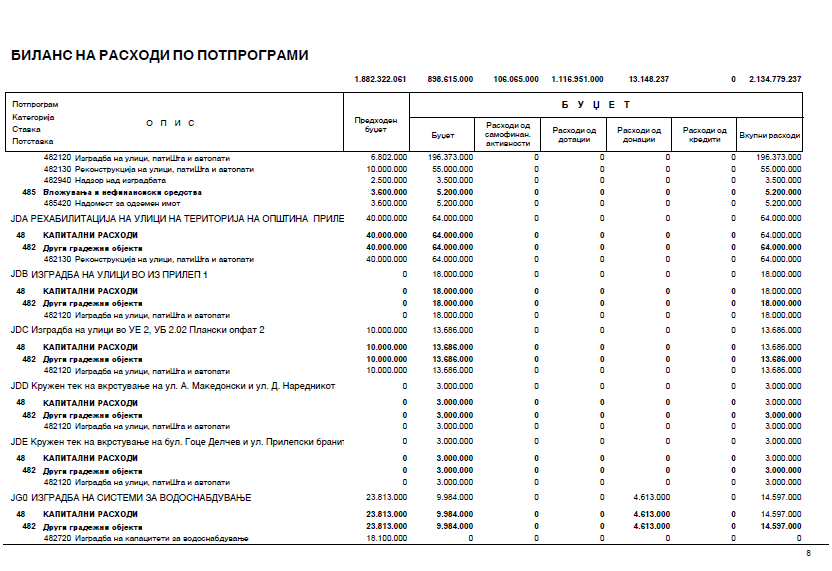 БИЛАНС НА РАСХОДИ ПО ПОТПРОГРАМИ
1.882.322.061 898.615.000 106.065.000 1.116.951.000 13.148.237 0 2.134.779.237
Потпрограм
Категорија
Ставка
Потставка
О П И С
Предходен буџет
Б У Џ Е Т
Буџет
Расходи од самофинан. активности
Расходи од дотации
Расходи од донации
Расходи од кредити
Вкупни расходи
482120 Изградба на улици, патиШта и автопати 6.802.000 196.373.000 0 0 0 0 196.373.000
482130 Реконструкција на улици, патиШта и автопати 10.000.000 55.000.000 0 0 0 0 55.000.000
482940 Надзор над изградбата 2.500.000 3.500.000 0 0 0 0 3.500.000
485 Вложувања и нефинансиски средства 3.600.000 5.200.000 0 0 0 0 5.200.000
485420 Надомест за одземен имот 3.600.000 5.200.000 0 0 0 0 5.200.000
JDA РЕХАБИЛИТАЦИЈА НА УЛИЦИ НА ТЕРИТОРИЈА НА ОПШТИНА ПРИЛЕ 40.000.000 64.000.000 0 0 0 0 64.000.000
48 КАПИТАЛНИ РАСХОДИ 40.000.000 64.000.000 0 0 0 0 64.000.000
482 Други градежни објекти 40.000.000 64.000.000 0 0 0 0 64.000.000
482130 Реконструкција на улици, патиШта и автопати 40.000.000 64.000.000 0 0 0 0 64.000.000
JDB ИЗГРАДБА НА УЛИЦИ ВО ИЗ ПРИЛЕП 1 0 18.000.000 0 0 0 0 18.000.000
48 КАПИТАЛНИ РАСХОДИ 0 18.000.000 0 0 0 0 18.000.000
482 Други градежни објекти 0 18.000.000 0 0 0 0 18.000.000
482120 Изградба на улици, патиШта и автопати 0 18.000.000 0 0 0 0 18.000.000
JDC Изградба на улици во УЕ 2, УБ 2.02 Плански опфат 2 10.000.000 13.686.000 0 0 0 0 13.686.000
48 КАПИТАЛНИ РАСХОДИ 10.000.000 13.686.000 0 0 0 0 13.686.000
482 Други градежни објекти 10.000.000 13.686.000 0 0 0 0 13.686.000
482120 Изградба на улици, патиШта и автопати 10.000.000 13.686.000 0 0 0 0 13.686.000
JDD Кружен тек на вкрстување на ул. А. Македонски и ул. Д. Наредникот 0 3.000.000 0 0 0 0 3.000.000
48 КАПИТАЛНИ РАСХОДИ 0 3.000.000 0 0 0 0 3.000.000
482 Други градежни објекти 0 3.000.000 0 0 0 0 3.000.000
482120 Изградба на улици, патиШта и автопати 0 3.000.000 0 0 0 0 3.000.000
JDE Кружен тек на вкрстување на бул. Гоце Делчев и ул. Прилепски бранит 0 3.000.000 0 0 0 0 3.000.000
48 КАПИТАЛНИ РАСХОДИ 0 3.000.000 0 0 0 0 3.000.000
482 Други градежни објекти 0 3.000.000 0 0 0 0 3.000.000
482120 Изградба на улици, патиШта и автопати 0 3.000.000 0 0 0 0 3.000.000
JG0 ИЗГРАДБА НА СИСТЕМИ ЗА ВОДОСНАБДУВАЊЕ 23.813.000 9.984.000 0 0 4.613.000 0 14.597.000
48 КАПИТАЛНИ РАСХОДИ 23.813.000 9.984.000 0 0 4.613.000 0 14.597.000
482 Други градежни објекти 23.813.000 9.984.000 0 0 4.613.000 0 14.597.000
482720 Изградба на капацитети за водоснабдување 18.100.000 0 0 0 0 0 0
8